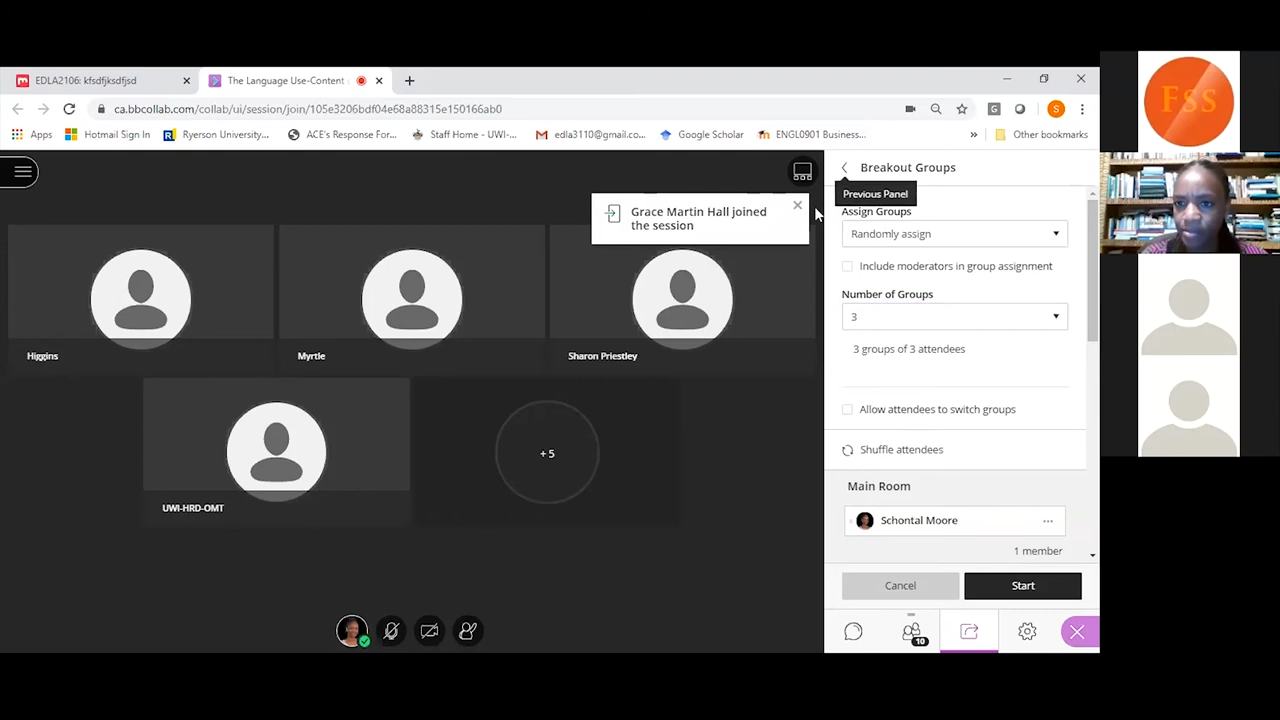 EDLA2106: kfsdfjksdfjsd
The Language Use-Content
ca.bbcollab.com/collab/ui/session/join/105e3206bdf04e68a88315e150166ab0
Apps
Hotmail Sign In
Ryerson University...
ACE's Response For...
Staff Home - UWI-...
edla3110@gmail.co...
Google Scholar
ENGL0901 Business...
»
Other bookmarks
S
FSS
Breakout Groups
Previous Panel
Grace Martin Hall joined
the session
Assign Groups
Randomly assign
Include moderators in group assignment
Number of Groups
3
3 groups of 3 attendees
Higgins
Myrtle
Sharon Priestley
Allow attendees to switch groups
Shuffle attendees
+ 5
Main Room
Schontal Moore
UWI-HRD-OMT
1 member
Cancel
Start
10